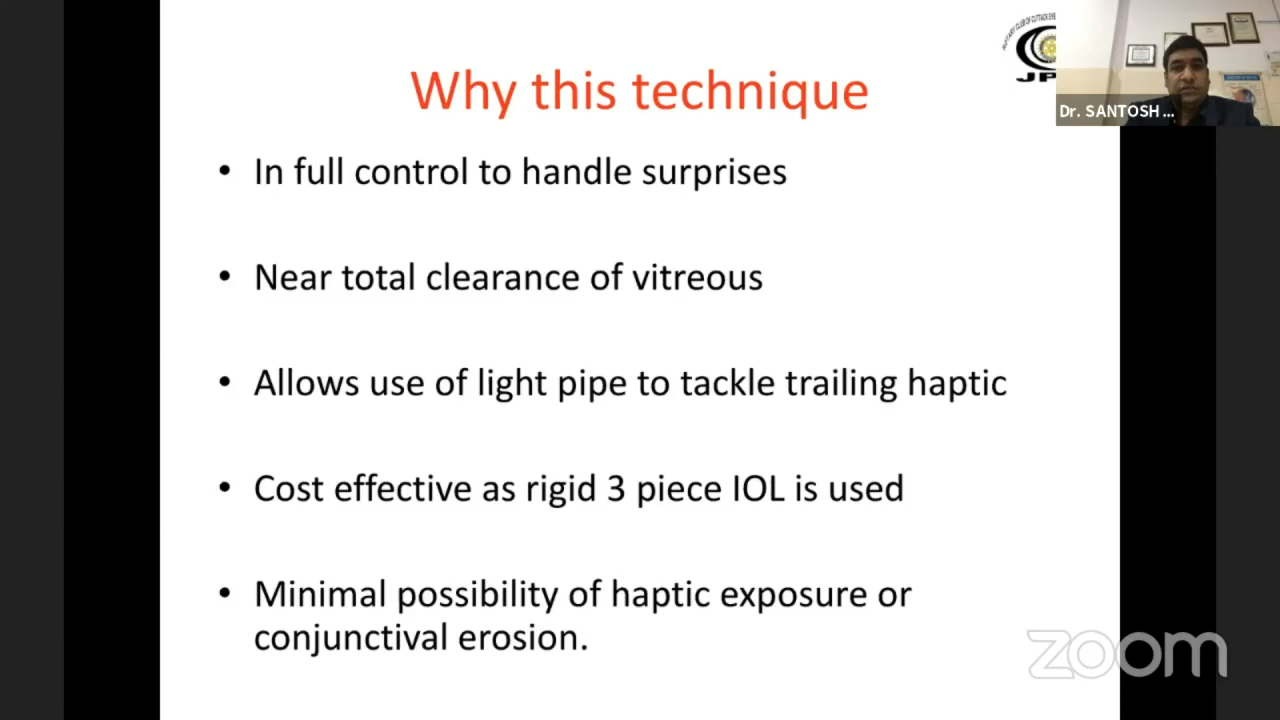 Why this technique
• In full control to handle surprises
• Near total clearance of vitreous
• Allows use of light pipe to tackle trailing haptic
• Cost effective as rigid 3 piece IOL is used
• Minimal possibility of haptic exposure or
conjunctival erosion.
Dr. SANTOSH ...
zoom